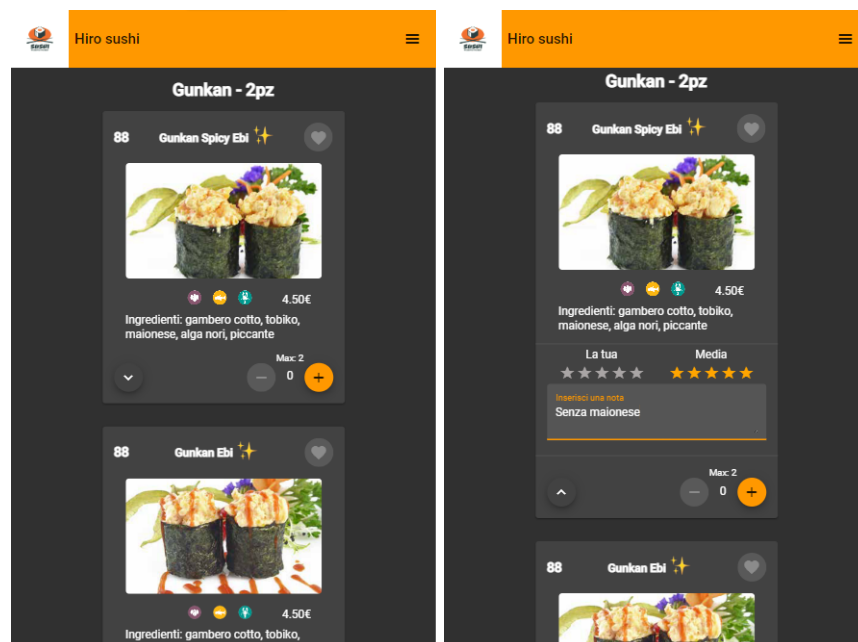 Hiro sushi
Gunkan - 2pz
88 Gunkan Spicy Ebi ✨
4.50€
Ingredienti: gambero cotto, tobiko,
maionese, alga nori, piccante
Max: 2
0
88 Gunkan Ebi ✨
4.50€
Ingredienti: gambero cotto, tobiko,
Hiro sushi
Gunkan - 2pz
88 Gunkan Spicy Ebi ✨
4.50€
Ingredienti: gambero cotto, tobiko,
maionese, alga nori, piccante
La tua Media
Inserisci una nota
Senza maionese
Max: 2
0
88 Gunkan Ebi ✨